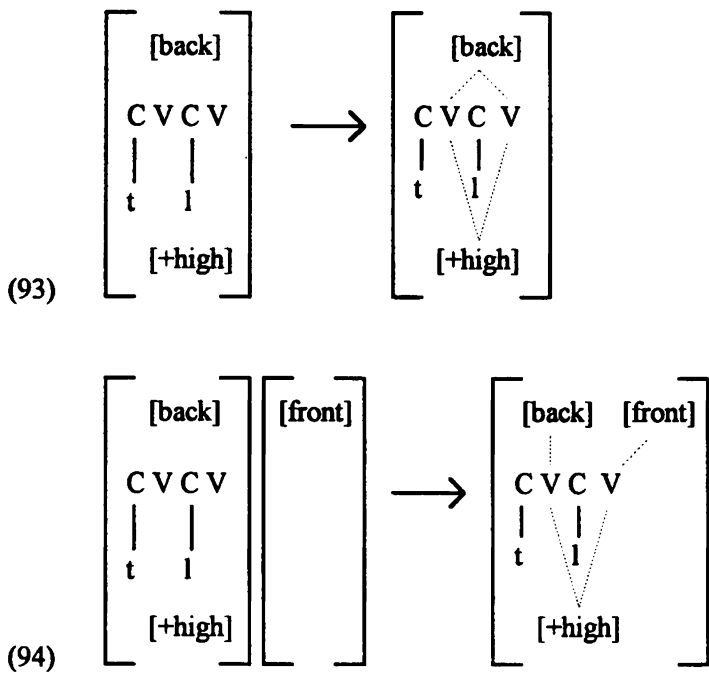 [back] [back]
C V C V C V C V
t l t l
[+high] [+high]
(93)
[back] [front] [back] [front]
C V C V C V C V
t l t l
[+high] [+high]
(94)